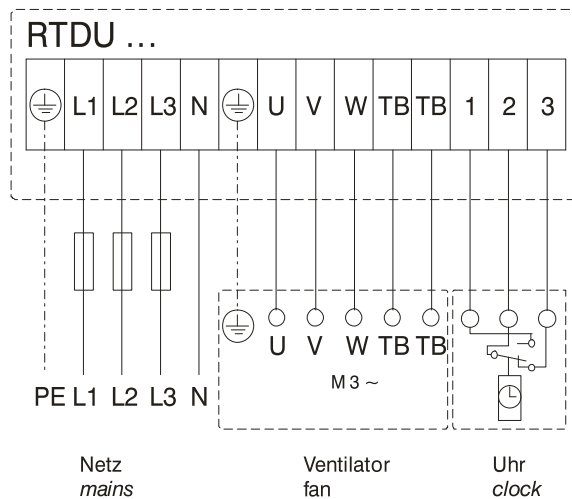 RTDU ...
L1 L2 L3 N U V W TB TB 1 2 3
U V W TB TB
M 3 ~
PE L1 L2 L3 N
Netz Ventilator Uhr
mains fan clock